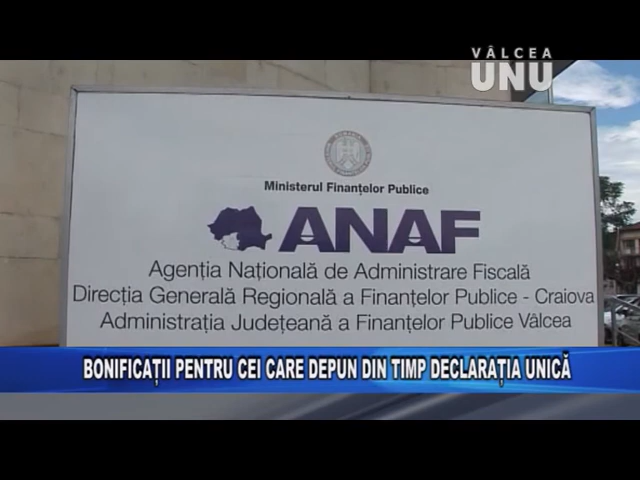 VÂLCEA
UNU
Ministerul Finanțelor Publice
ANAF
Agenția Națională de Administrare Fiscală
Direcția Generală Regională a Finanțelor Publice - Craiova
Administrația Județeană a Finanțelor Publice Vâlcea
BONIFICAȚII PENTRU CEI CARE DEPUN DIN TIMP DECLARAȚIA UNICĂ